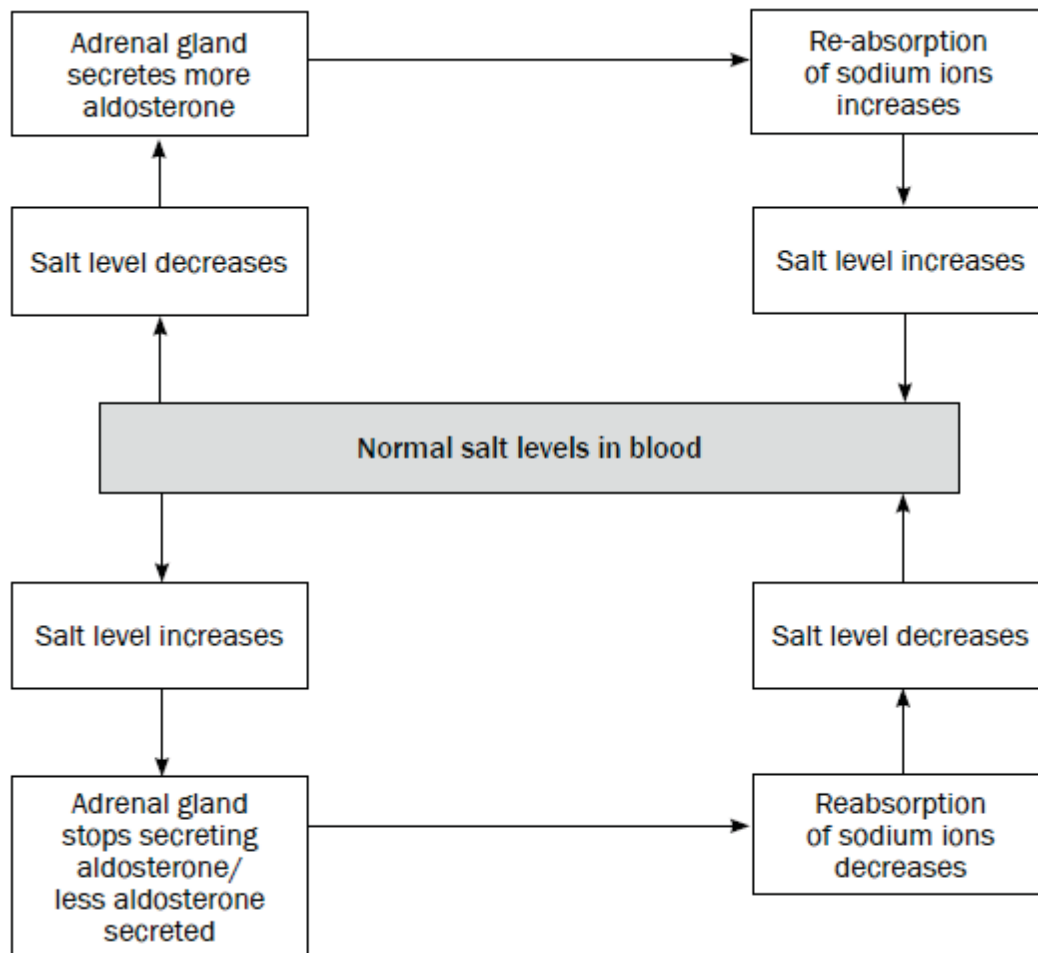 Adrenal gland
secretes more
aldosterone
Re-absorption
of sodium ions
increases
Salt level decreases
Salt level increases
Normal salt levels in blood
Salt level increases
Salt level decreases
Adrenal gland
stops secreting
aldosterone/
less aldosterone
secreted
Reabsorption
of sodium ions
decreases